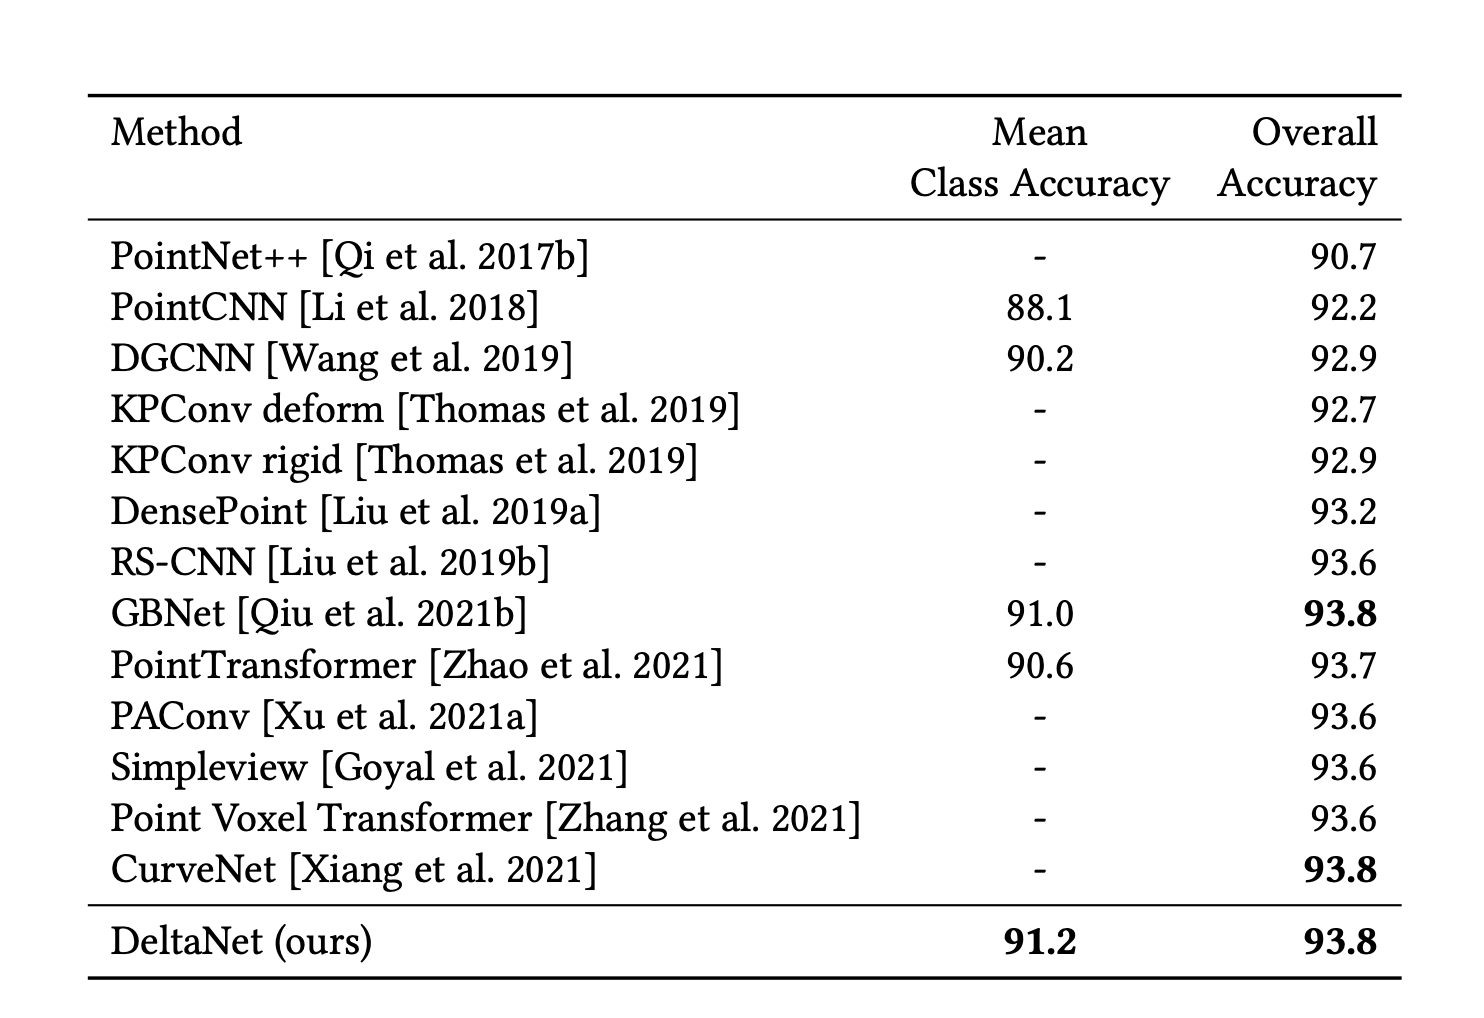 Method Mean Overall
Class Accuracy Accuracy
PointNet++ [Qi et al. 2017b] - 90.7
PointCNN [Li et al. 2018] 88.1 92.2
DGCNN [Wang et al. 2019] 90.2 92.9
KPConv deform [Thomas et al. 2019] - 92.7
KPConv rigid [Thomas et al. 2019] - 92.9
DensePoint [Liu et al. 2019a] - 93.2
RS-CNN [Liu et al. 2019b] - 93.6
GBNet [Qiu et al. 2021b] 91.0 93.8
PointTransformer [Zhao et al. 2021] 90.6 93.7
PAConv [Xu et al. 2021a] - 93.6
Simpleview [Goyal et al. 2021] - 93.6
Point Voxel Transformer [Zhang et al. 2021] - 93.6
CurveNet [Xiang et al. 2021] - 93.8
DeltaNet (ours) 91.2 93.8